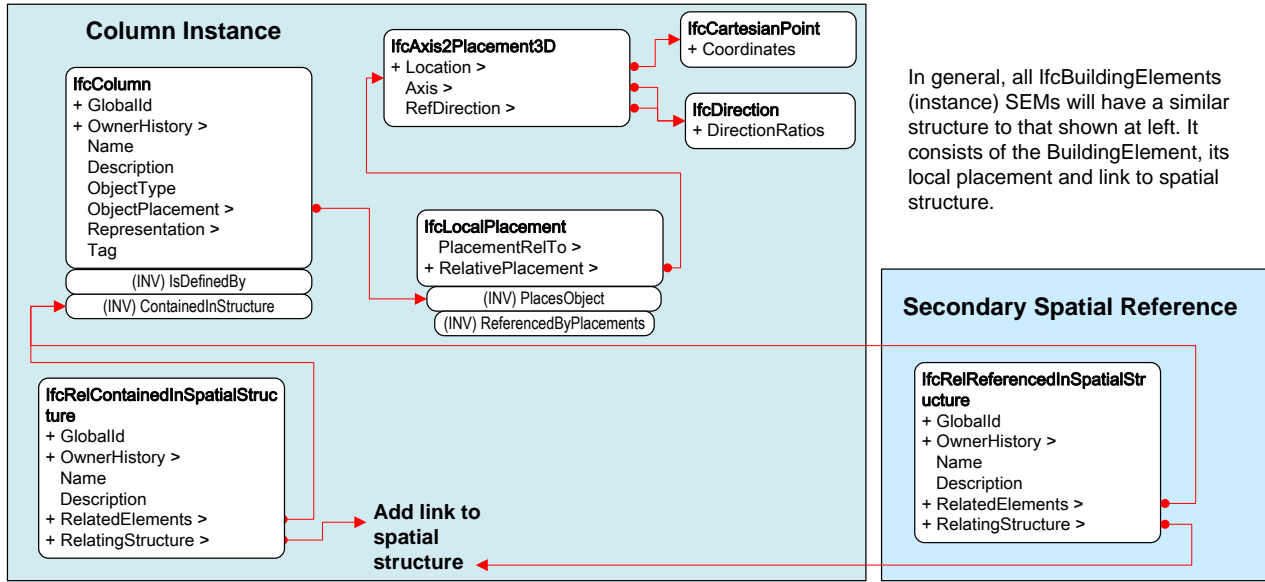 Column Instance
IfcColumn
+ GlobalId
+ OwnerHistory >
Name
Description
ObjectType
ObjectPlacement >
Representation >
Tag
(INV) IsDefinedBy
(INV) ContainedInStructure
IfcAxis2Placement3D
+ Location >
Axis >
RefDirection >
IfcCartesianPoint
+ Coordinates
IfcDirection
+ DirectionRatios
IfcLocalPlacement
PlacementRelTo >
+ RelativePlacement >
(INV) PlacesObject
(INV) ReferencedByPlacements
IfcRelContainedInSpatialStruc
ture
+ GlobalId
+ OwnerHistory >
Name
Description
+ RelatedElements >
+ RelatingStructure >
Add link to
spatial
structure
In general, all IfcBuildingElements
(instance) SEMs will have a similar
structure to that shown at left. It
consists of the BuildingElement, its
local placement and link to spatial
structure.
Secondary Spatial Reference
IfcRelReferencedInSpatialStr
ucture
+ GlobalId
+ OwnerHistory >
Name
Description
+ RelatedElements >
+ RelatingStructure >